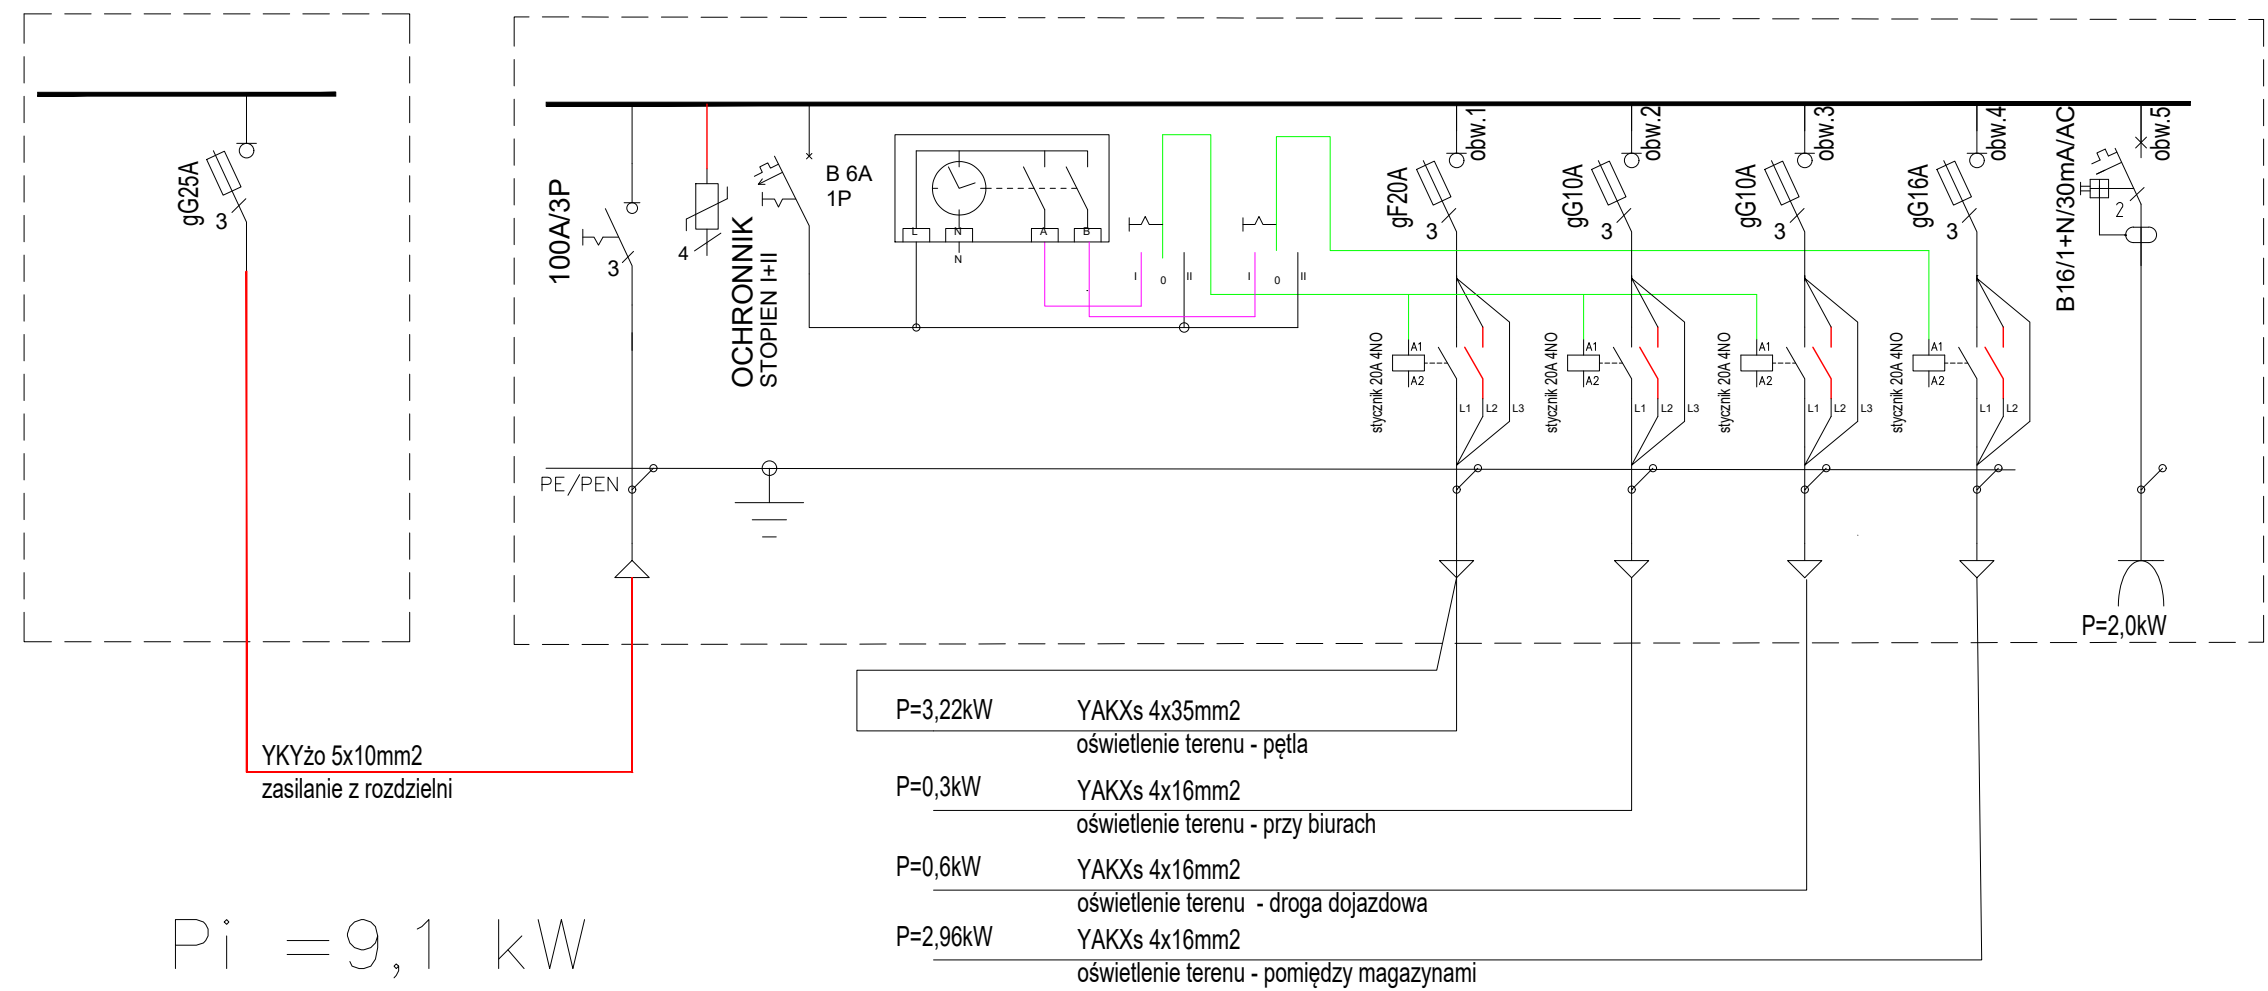 gG25A
3
100A/3P
3
4
OCHRONNIK
STOPIEN I+II
B 6A
1P
L
N
A
B
N
I
0
II
I
0
II
obw.1
gF20A
3
stycznik 20A 4NO
A1
A2
L1
L2
L3
obw.2
gG10A
3
stycznik 20A 4NO
A1
A2
L1
L2
L3
obw.3
gG10A
3
stycznik 20A 4NO
A1
A2
L1
L2
L3
obw.4
gG16A
3
stycznik 20A 4NO
A1
A2
L1
L2
obw.5
B16/1+N/30mA/AC
2
P=2,0kW
PE/PEN
YKYżo 5x10mm2
zasilanie z rozdzielni
P=3,22kW
YAKXs 4x35mm2
oświetlenie terenu - pętla
P=0,3kW
YAKXs 4x16mm2
oświetlenie terenu - przy biurach
P=0,6kW
YAKXs 4x16mm2
oświetlenie terenu - droga dojazdowa
P=2,96kW
YAKXs 4x16mm2
oświetlenie terenu - pomiędzy magazynami
Pi =9,1 kW